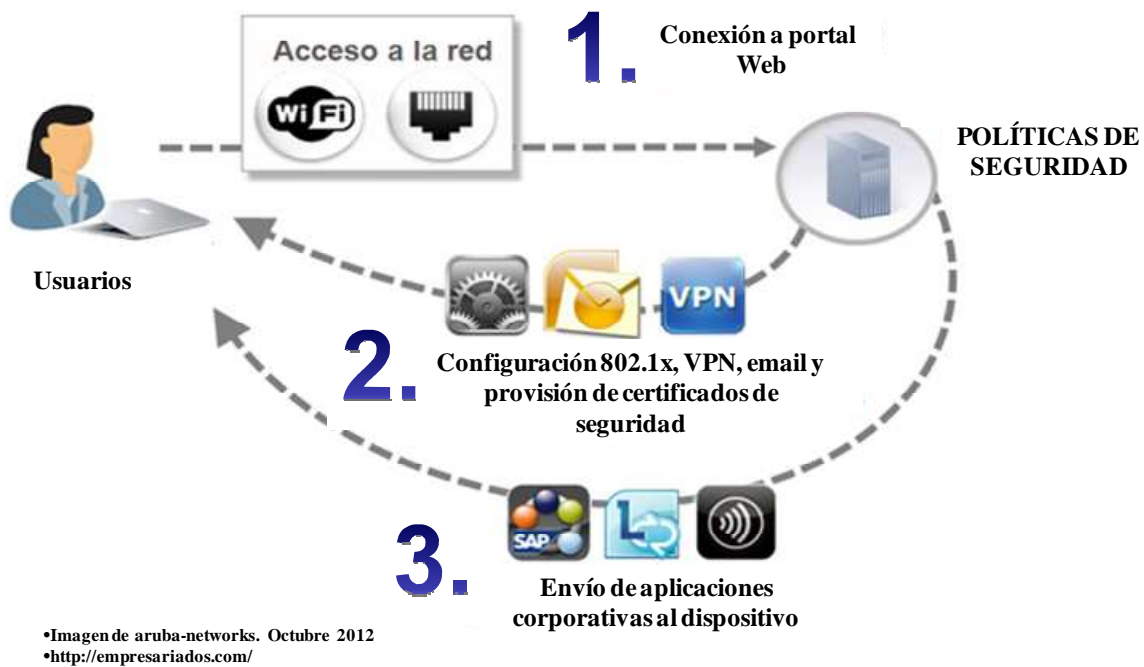 Acceso a la red
WiFi
1.
Conexión a portal
Web
POLÍTICAS DE
SEGURIDAD
Usuarios
VPN
2.
Configuración 802.1x, VPN, email y
provisión de certificados de
seguridad
SAP
L
3.
Envío de aplicaciones
corporativas al dispositivo
•Imagen de aruba-networks. Octubre 2012
•http://empresariados.com/